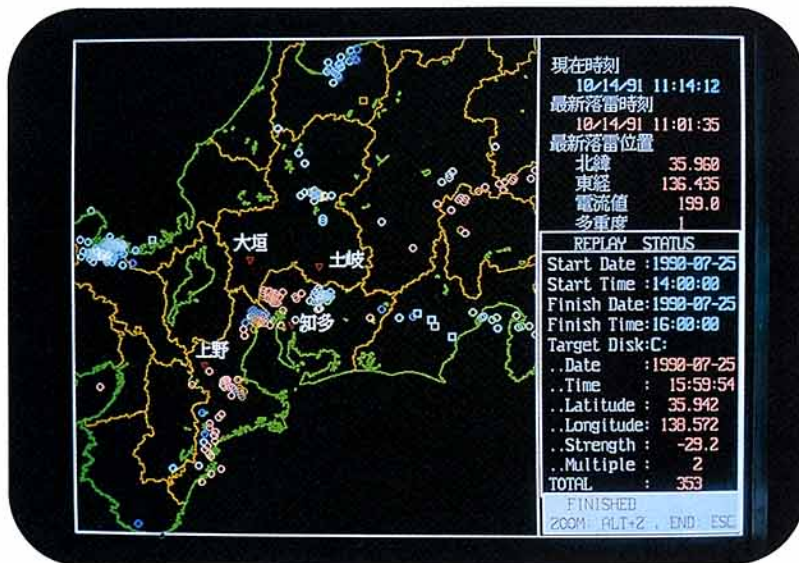 大垣
土岐
知多
上野
現在時刻
10/14/91 11:14:12
最新落雷時刻
10/14/91 11:01:35
最新落雷位置
北緯 35.960
東経 136.435
電流値 199.0
多重度 1
REPLAY STATUS
Start Date :1990-07-25
Start Time :14:00:00
Finish Date:1990-07-25
Finish Time:16:00:00
Target Disk:C:
..Date :1990-07-25
..Time : 15:59:54
..Latitude : 35.942
..Longitude: 138.572
..Strength : -29.2
..Multiple : 2
TOTAL : 353
FINISHED
ZOOM: ALT+Z , END: ESC